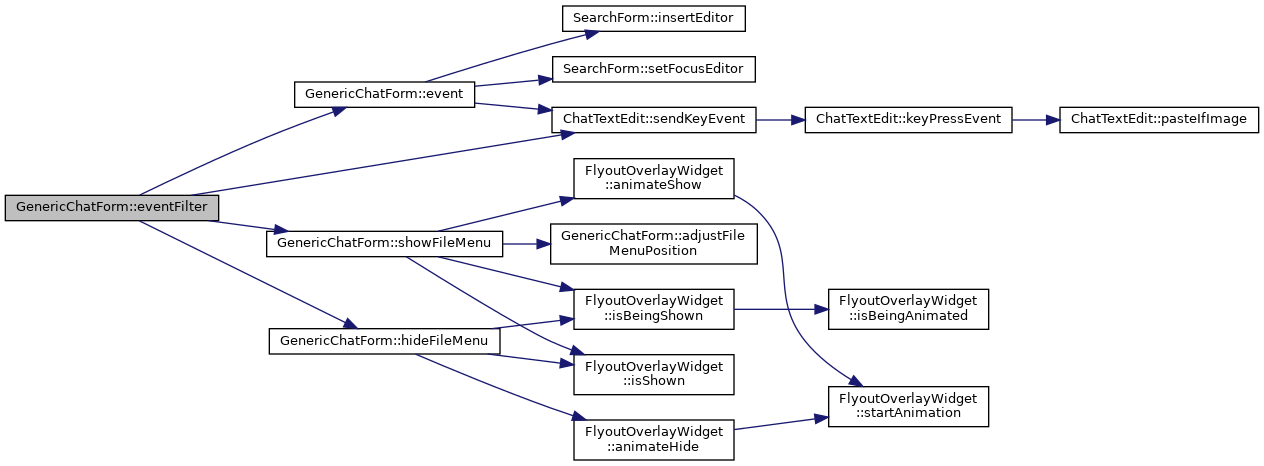 SearchForm::insertEditor
SearchForm::setFocusEditor
GenericChatForm::event
ChatTextEdit::sendKeyEvent
ChatTextEdit::keyPressEvent
ChatTextEdit::pasteIfImage
FlyoutOverlayWidget
::animateShow
GenericChatForm::eventFilter
GenericChatForm::showFileMenu
GenericChatForm::adjustFile
MenuPosition
FlyoutOverlayWidget
::isBeingShown
FlyoutOverlayWidget
::isBeingAnimated
GenericChatForm::hideFileMenu
FlyoutOverlayWidget
::isShown
FlyoutOverlayWidget
::startAnimation
FlyoutOverlayWidget
::animateHide